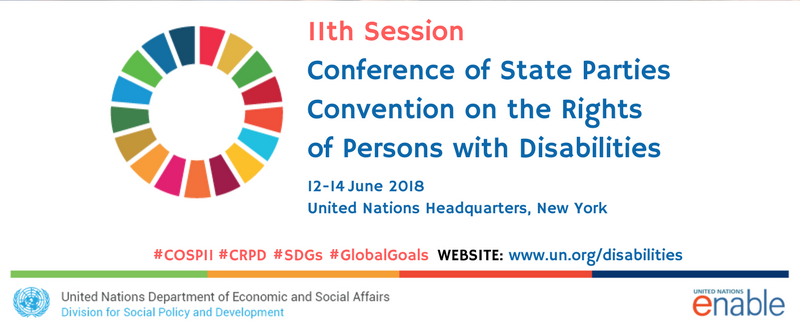 11th Session
Conference of State Parties
Convention on the Rights
of Persons with Disabilities
12-14 June 2018
United Nations Headquarters, New York
#COSP11 #CRPD #SDGs #GlobalGoals WEBSITE: www.un.org/disabilities
United Nations Department of Economic and Social Affairs
Division for Social Policy and Development
UNITED NATIONS
enable